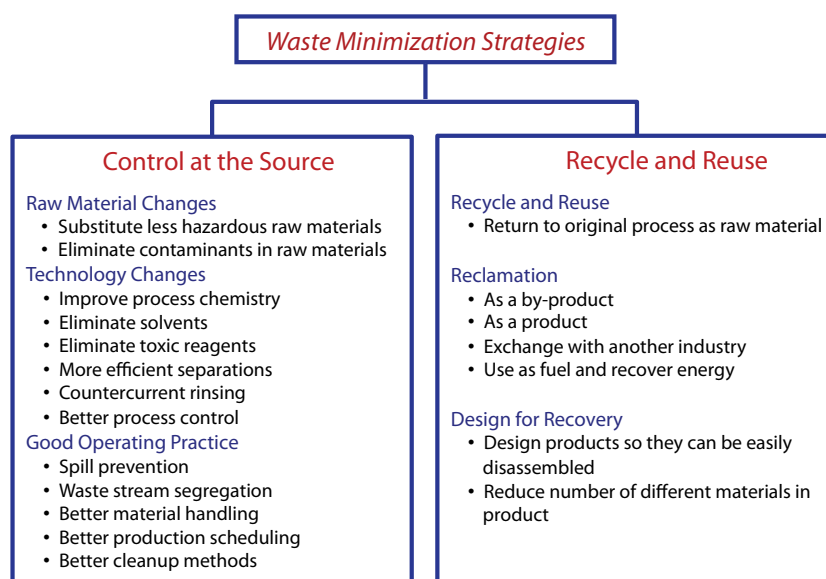 Waste Minimization Strategies
Control at the Source
Raw Material Changes
• Substitute less hazardous raw materials
• Eliminate contaminants in raw materials
Technology Changes
• Improve process chemistry
• Eliminate solvents
• Eliminate toxic reagents
• More efficient separations
• Countercurrent rinsing
• Better process control
Good Operating Practice
• Spill prevention
• Waste stream segregation
• Better material handling
• Better production scheduling
• Better cleanup methods
Recycle and Reuse
Recycle and Reuse
• Return to original process as raw material
Reclamation
• As a by-product
• As a product
• Exchange with another industry
• Use as fuel and recover energy
Design for Recovery
• Design products so they can be easily
disassembled
• Reduce number of different materials in
product